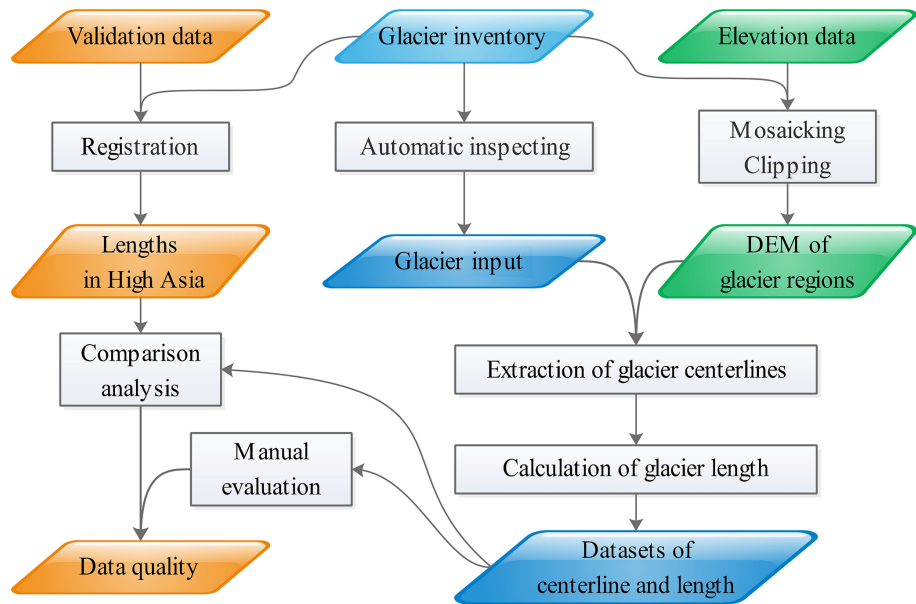 Validation data
Glacier inventory
Elevation data
Registration
Automatic inspecting
Mosaicking
Clipping
Lengths
in High Asia
Glacier input
DEM of
glacier regions
Comparison
analysis
Extraction of glacier centerlines
Manual
evaluation
Calculation of glacier length
Data quality
Datasets of
centerline and length